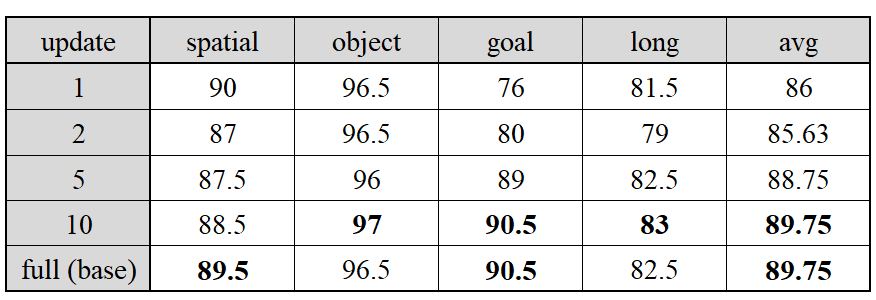 update spatial object goal long avg
1 90 96.5 76 81.5 86
2 87 96.5 80 79 85.63
5 87.5 96 89 82.5 88.75
10 88.5 97 90.5 83 89.75
full (base) 89.5 96.5 90.5 82.5 89.75